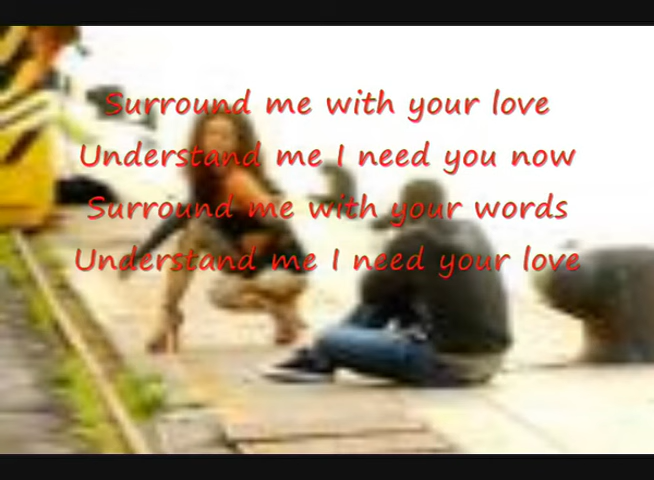 Surround me with your love
Understand me I need you now
Surround me with your words
Understand me I need your love